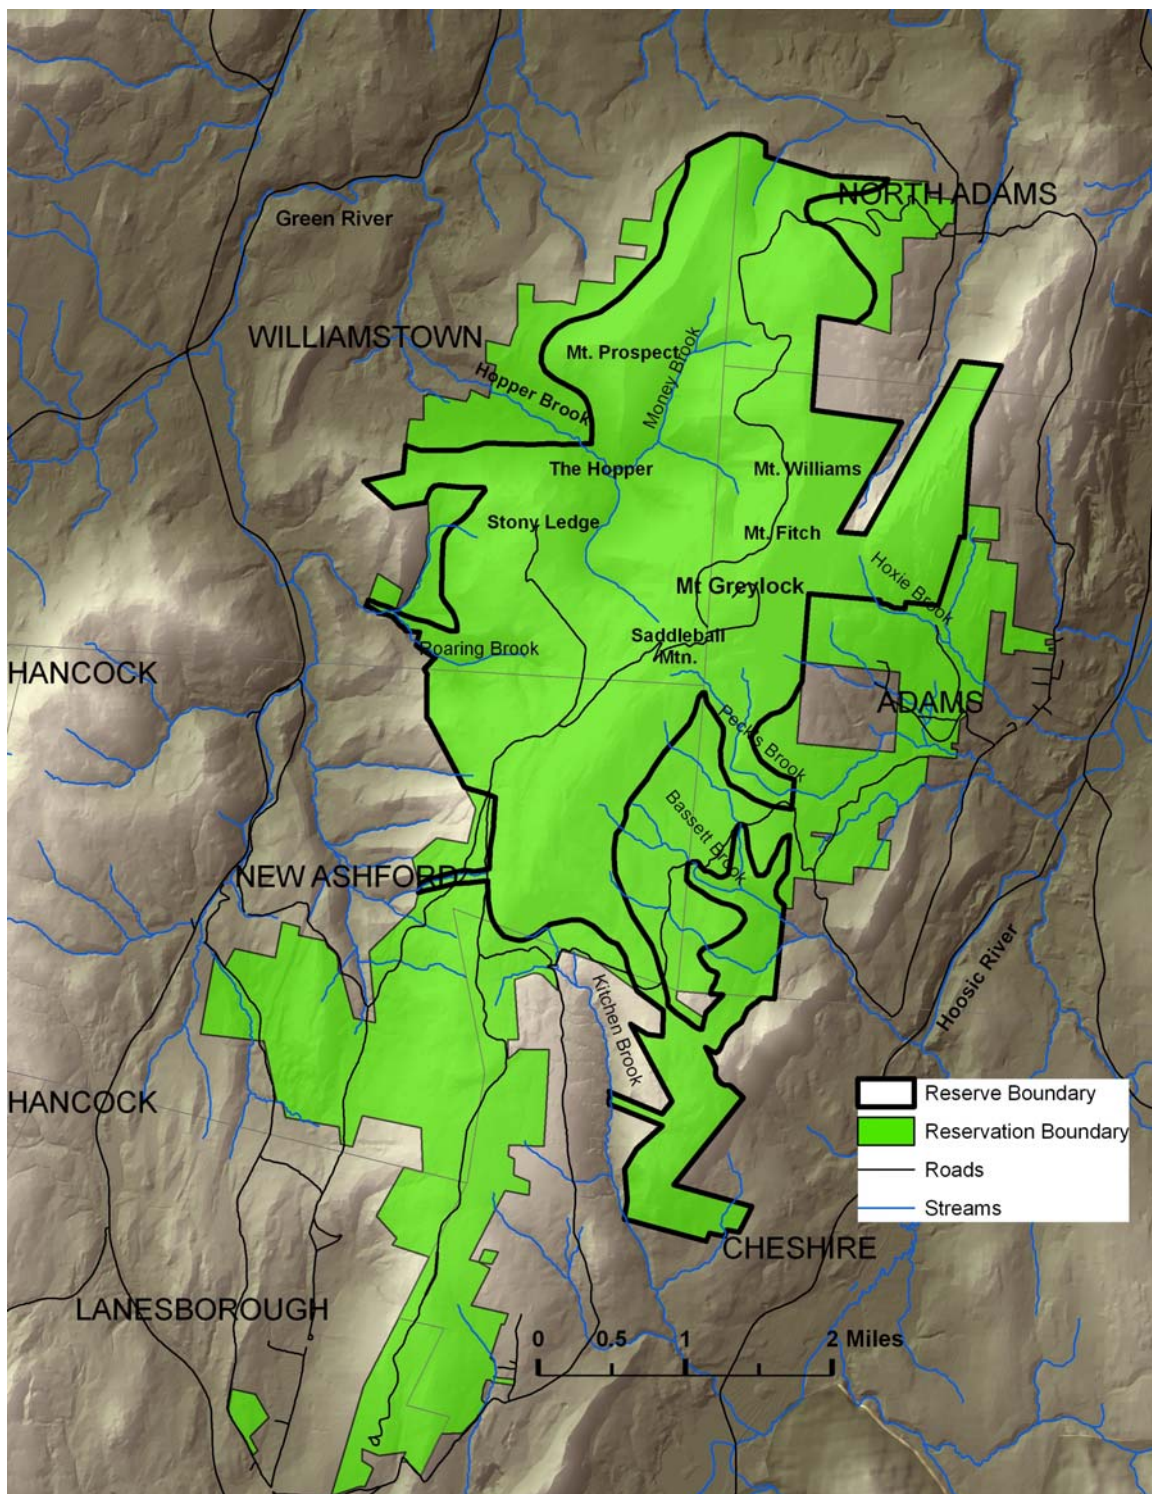 NORTH ADAMS
Green River
WILLIAMSTOWN
Mt. Prospect
Money Brook
Hopper Brook
The Hopper
Mt. Williams
Stony Ledge
Mt. Fitch
Hoxie Brook
Mt Greylock
Saddleball
Mtn.
Roaring Brook
HANCOCK
ADAMS
Pecks Brook
Bassett Brook
NEW ASHFORD
Hoosic River
Kitchen Brook
HANCOCK
Reserve Boundary
Reservation Boundary
Roads
Streams
CHESHIRE
LANESBOROUGH
0 0.5 1 2 Miles